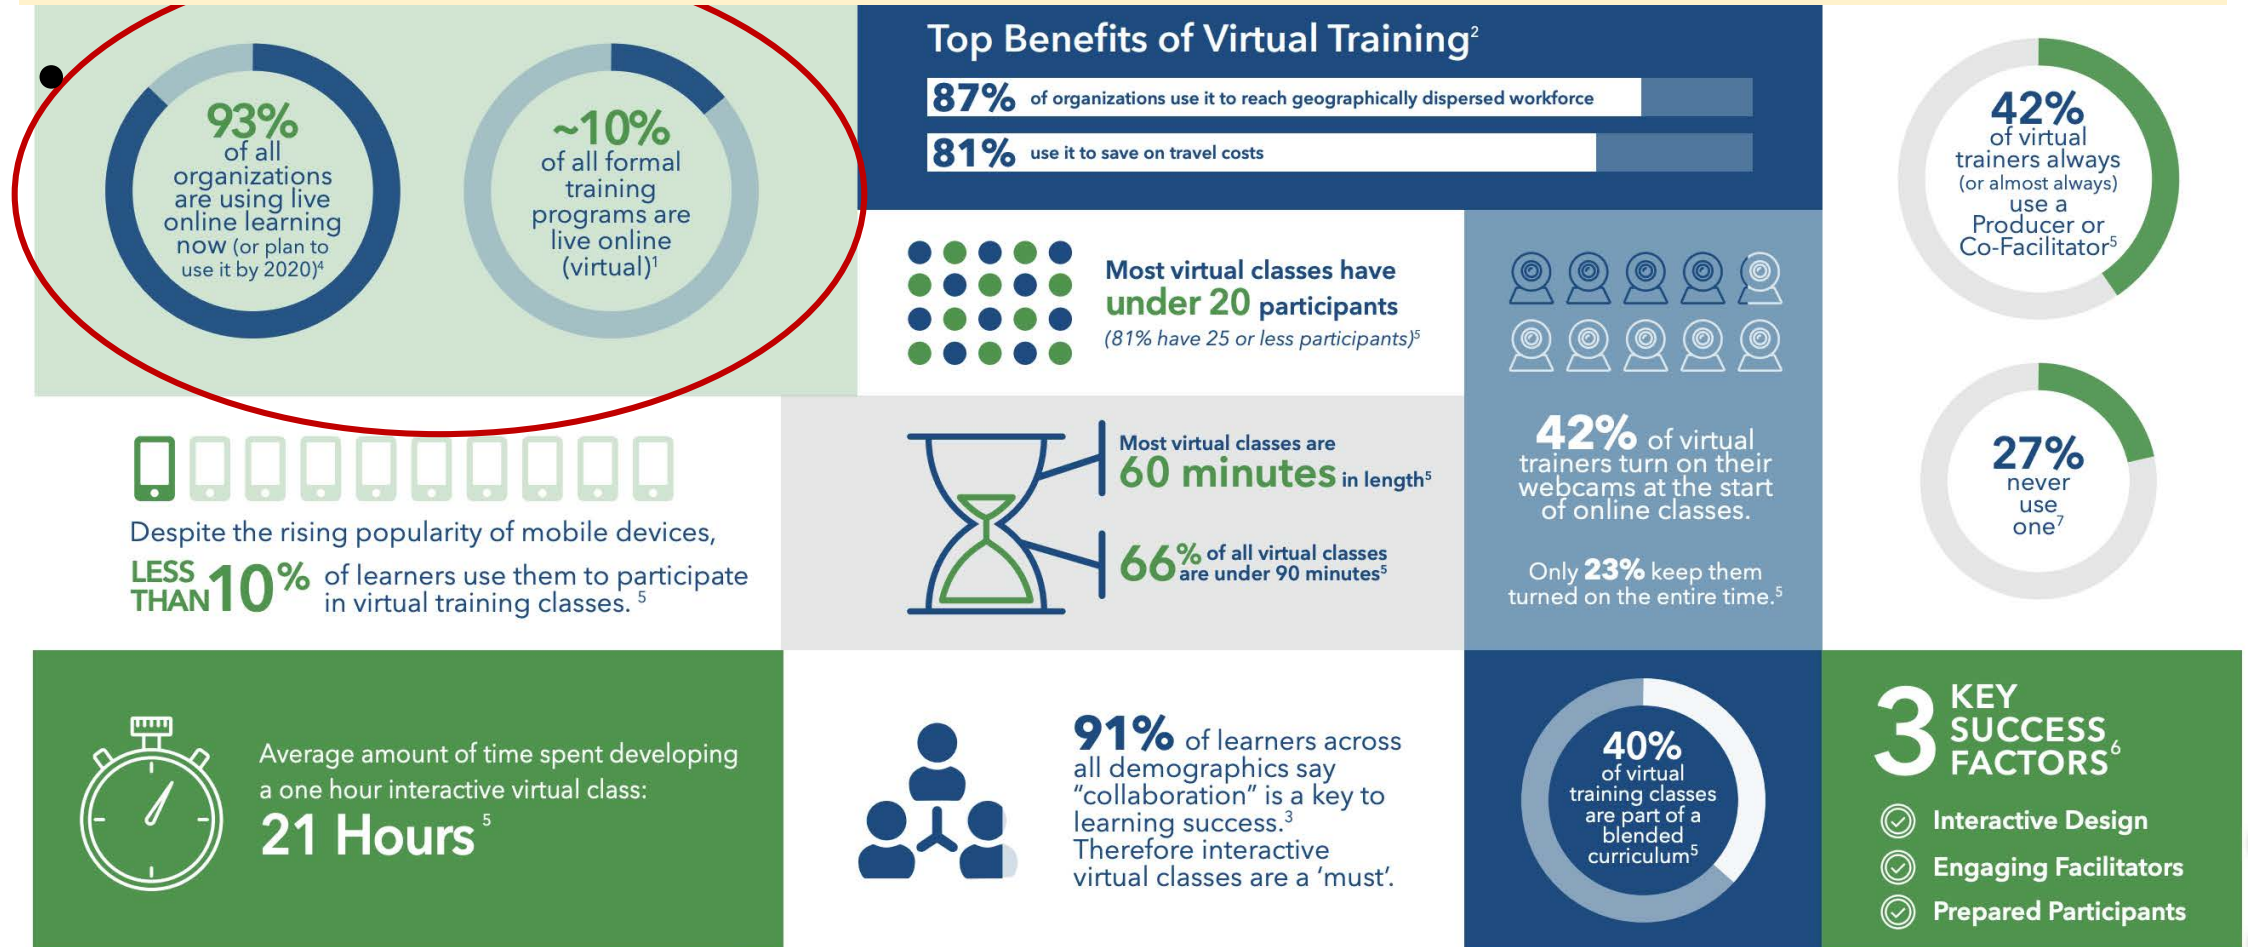 93%
of all
organizations
are using live
online learning
now (or plan to
use it by 2020)⁴
~10%
of all formal
training
programs are
live online
(virtual)¹
Top Benefits of Virtual Training²
87% of organizations use it to reach geographically dispersed workforce
81% use it to save on travel costs
42%
of virtual
trainers always
(or almost always)
use a
Producer or
Co-Facilitator⁵
Most virtual classes have
under 20 participants
(81% have 25 or less participants)⁵
42% of virtual
trainers turn on their
webcams at the start
of online classes.
Only 23% keep them
turned on the entire time.⁵
27%
never
use
one⁷
Despite the rising popularity of mobile devices,
LESS THAN 10% of learners use them to participate
in virtual training classes. ⁵
Most virtual classes are
60 minutes in length⁵
66% of all virtual classes
are under 90 minutes⁵
Average amount of time spent developing
a one hour interactive virtual class:
21 Hours ⁵
91% of learners across
all demographics say
"collaboration" is a key to
learning success.³
Therefore interactive
virtual classes are a 'must'.
40%
of virtual
training classes
are part of a
blended
curriculum⁵
3 KEY
SUCCESS
FACTORS⁶
Interactive Design
Engaging Facilitators
Prepared Participants